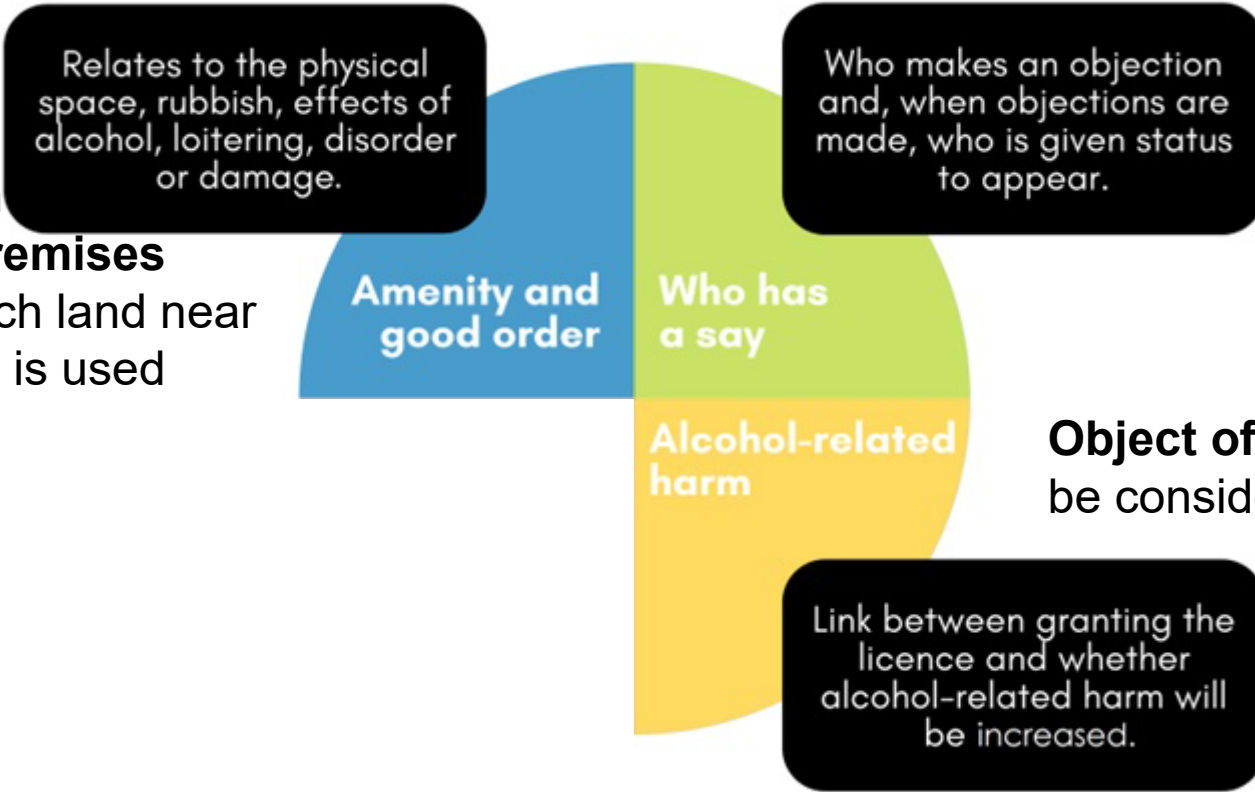 Relates to the physical
space, rubbish, effects of
alcohol, loitering, disorder
or damage.
Who makes an objection
and, when objections are
made, who is given status
to appear.
land near
is used
Amenity and
good order
Who has
a say
Alcohol-related
harm
Object of
be
Link between granting the
licence and whether
alcohol-related harm will
be increased.